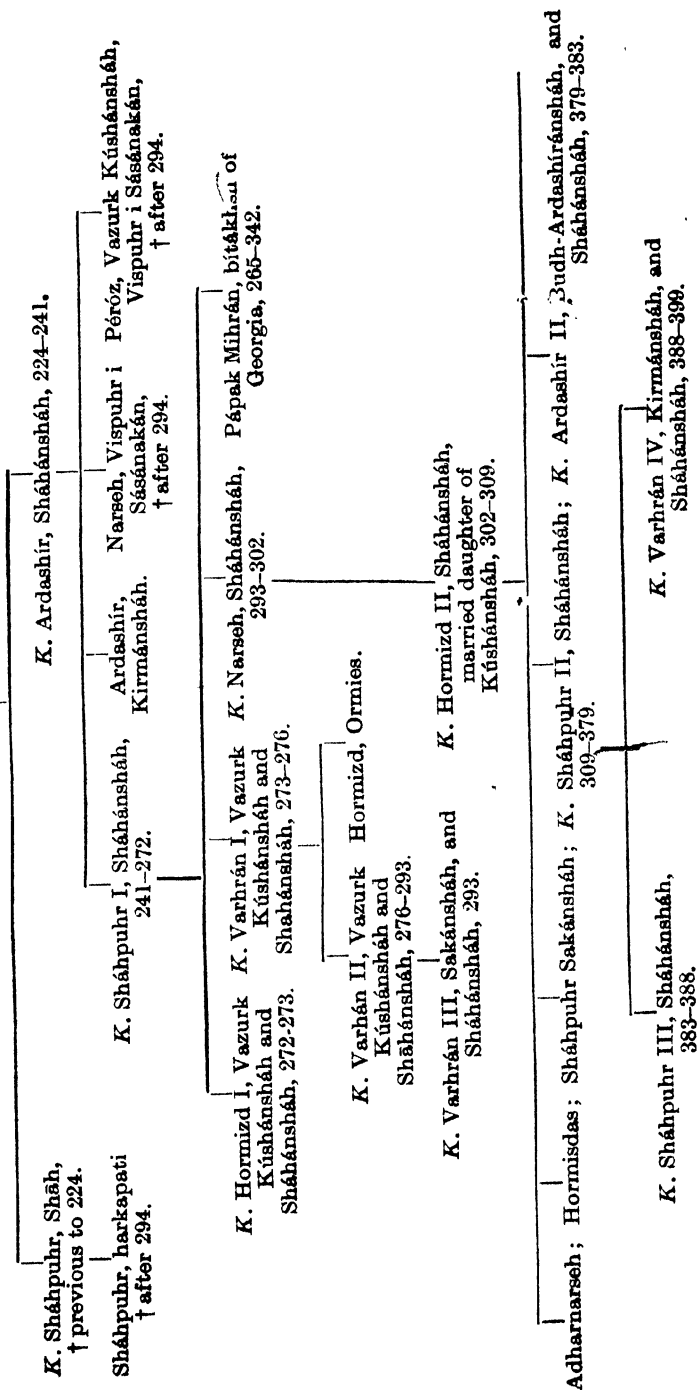 K. Sháhpuhr, Sháh,
† previous to 224.
Sháhpuhr, harkapati
† after 294.
K. Ardashír, Sháhánsháh, 224–241.
K. Sháhpuhr I, Sháhánsháh,
241–272.
Ardashír,
Kirmánsháh.
Narseh, Vispuhr i
Sásánakán,
† after 294.
Péróz, Vazurk Kúshánsháh,
Vispuhr i Sásánakán,
† after 294.
K. Hormizd I, Vazurk
Kúshánsháh and
Sháhánsháh, 272-273.
K. Varhrán I, Vazurk
Kúshánsháh and
Shahánsháh, 273–276.
K. Narseh, Sháhánsháh,
293–302.
Pápak Mihrán, of
Georgia, 265–342.
K. Varhán II, Vazurk
Kúshánsháh and
Shāhánsháh, 276–293.
Hormizd, Ormies.
K. Varhrán III, Sakánsháh, and
Sháhánsháh, 293.
K. Hormizd II, Sháhánsháh,
married daughter of
Kúshánsháh, 302–309.
Adharnarseh; Hormisdas; Sháhpuhr Sakánsháh; K. Sháhpuhr II, Sháhánsháh; K. Ardashir II, Budh-Ardashíránsháh, and
309–379.
Sháhánsháh, 379–383.
K. Sháhpuhr III, Sháhánsháh,
383–388.
K. Varhrán IV, Kirmánsháh, and
Sháhánsháh, 388–399.